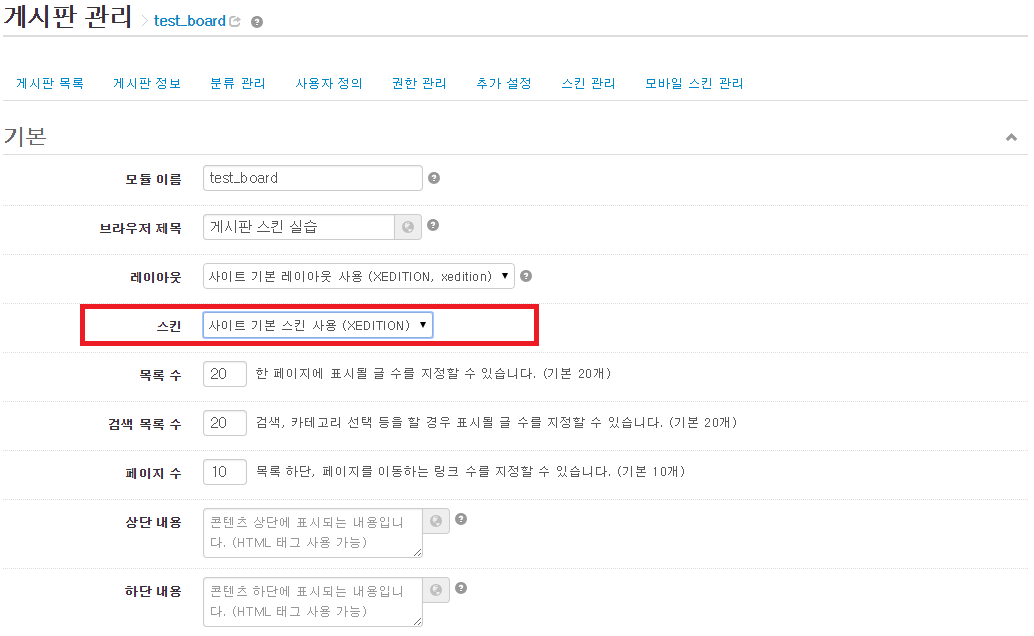 게시판 관리 > test_board
게시판 목록 게시판 정보 분류 관리 사용자 정의 권한 관리 추가 설정 스킨 관리 모바일 스킨 관리
기본
모듈 이름 test_board
브라우저 제목 게시판 스킨 실습
레이아웃 사이트 기본 레이아웃 사용 (XEDITION, xedition)
스킨 사이트 기본 스킨 사용 (XEDITION)
목록 수 20 한 페이지에 표시될 글 수를 지정할 수 있습니다. (기본 20개)
검색 목록 수 20 검색, 카테고리 선택 등을 할 경우 표시될 글 수를 지정할 수 있습니다. (기본 20개)
페이지 수 10 목록 하단, 페이지를 이동하는 링크 수를 지정할 수 있습니다. (기본 10개)
상단 내용 콘텐츠 상단에 표시되는 내용입니
다. (HTML 태그 사용 가능)
하단 내용 콘텐츠 하단에 표시되는 내용입니
다. (HTML 태그 사용 가능)